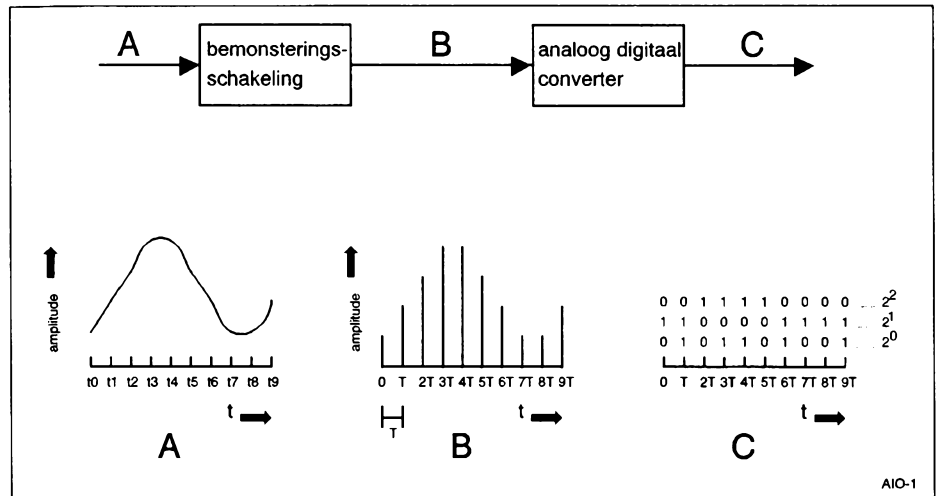 A
bemonsterings-
schakeling
B
analoog digitaal
converter
C
amplitude
t0 t1 t2 t3 t4 t5 t6 t7 t8 t9
t
A
amplitude
0 T 2T 3T 4T 5T 6T 7T 8T 9T
T
t
B
0 0 1 1 1 1 0 0 0 0 2²
1 1 0 0 0 0 1 1 1 1 2¹
0 1 0 1 1 0 1 0 0 1 2⁰
0 T 2T 3T 4T 5T 6T 7T 8T 9T
t
C
AIO-1